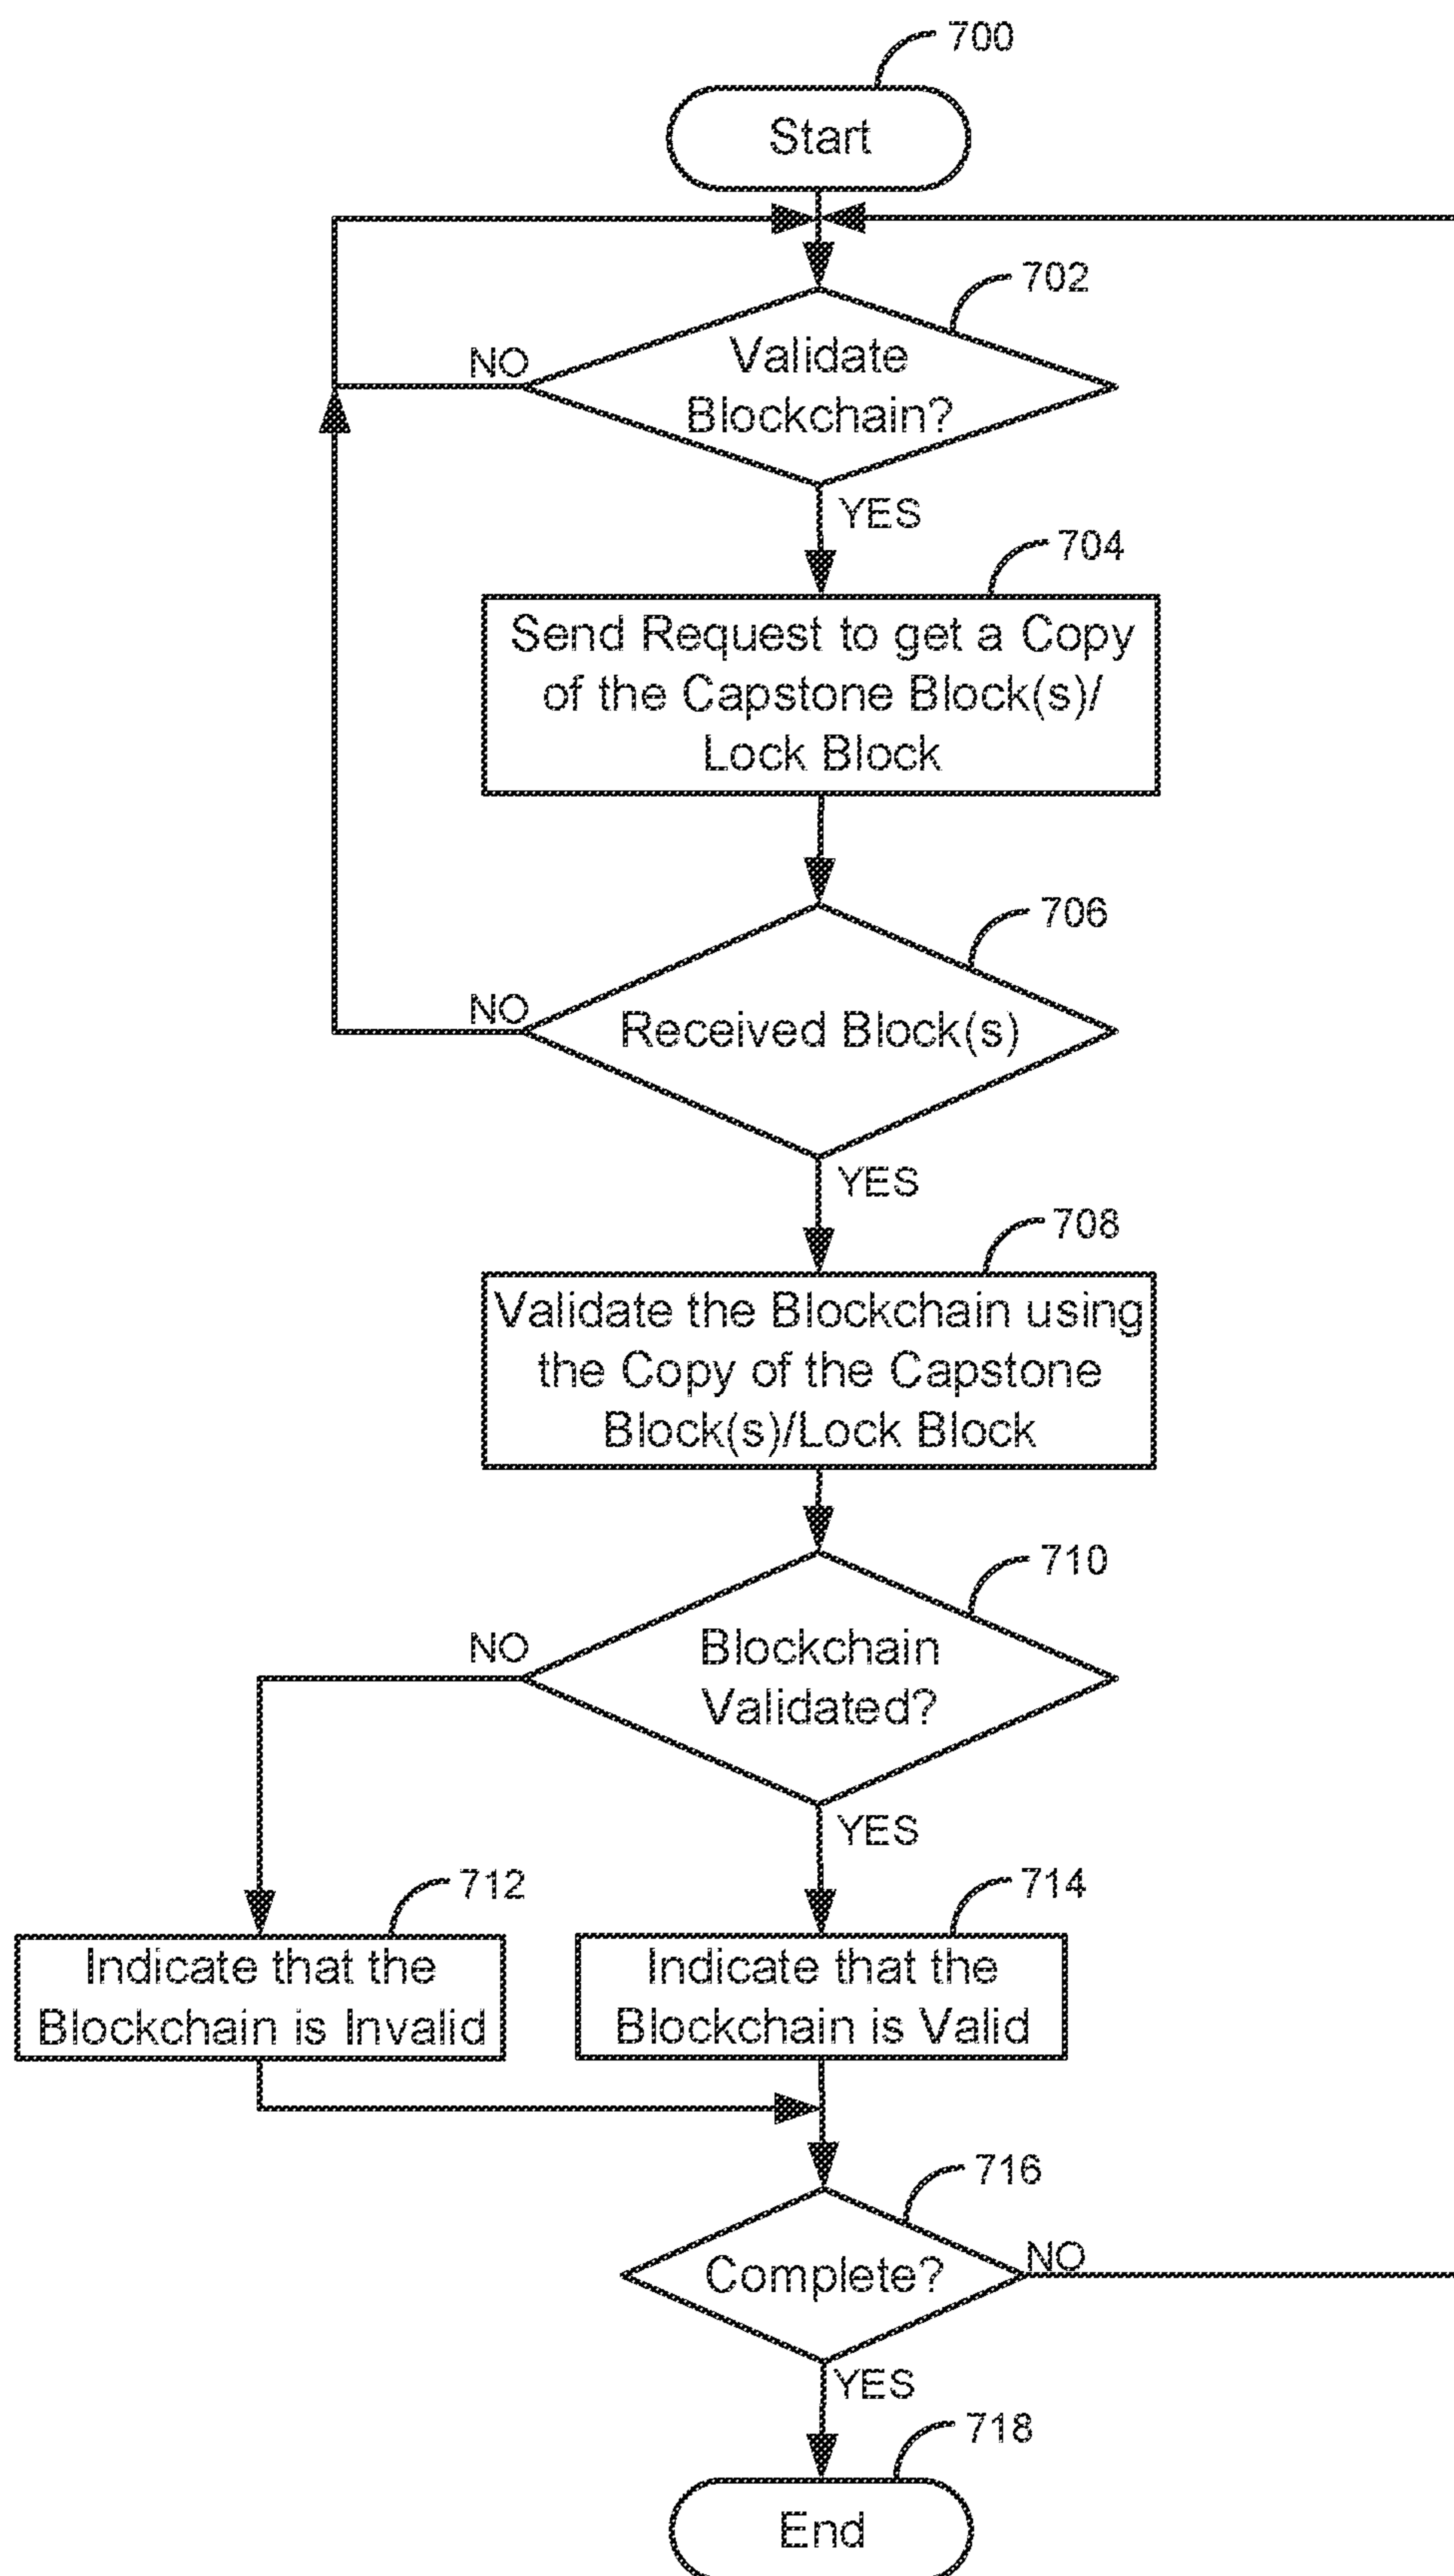 700
Start
702
Validate
Blockchain?
NO
YES
704
Send Request to get a Copy
of the Capstone Block(s)/
Lock Block
706
Received Block(s)
NO
YES
708
Validate the Blockchain using
the Copy of the Capstone
Block(s)/Lock Block
710
Blockchain
Validated?
NO
YES
712
Indicate that the
Blockchain is Invalid
714
Indicate that the
Blockchain is Valid
716
Complete?
NO
YES
718
End